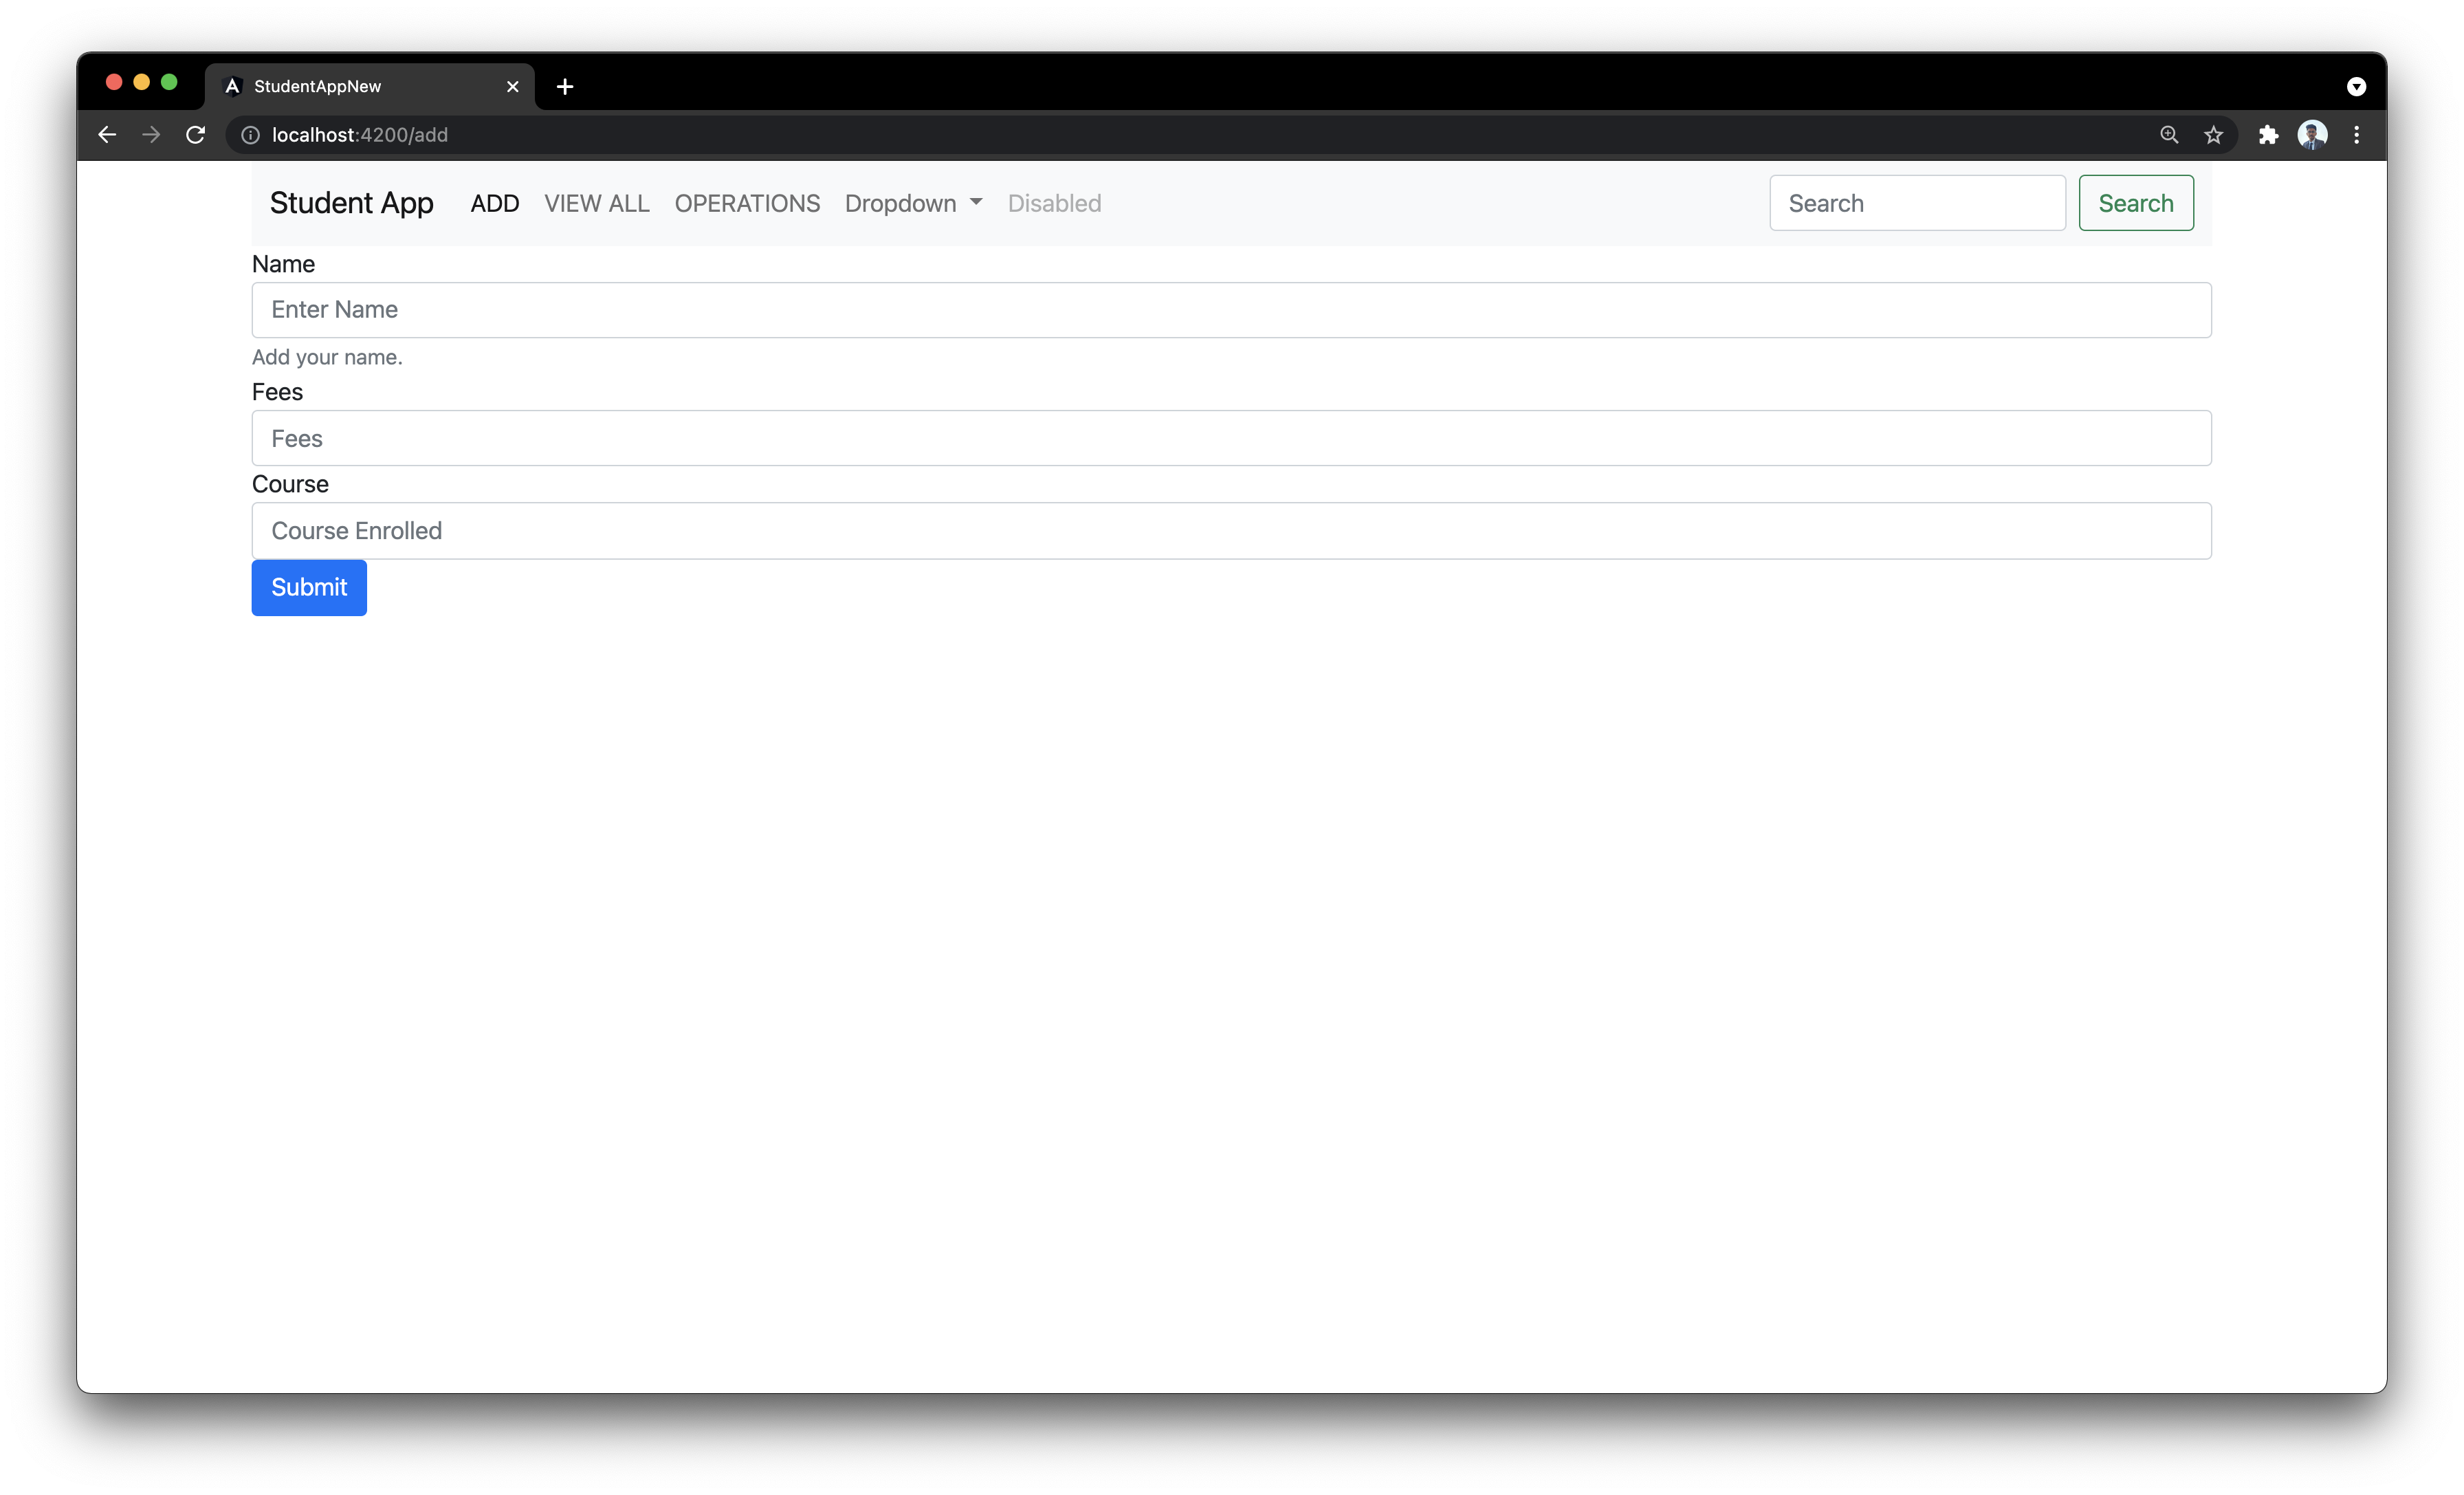 StudentAppNew
localhost:4200/add
Student App ADD VIEW ALL OPERATIONS Dropdown Disabled Search Search
Name
Enter Name
Add your name.
Fees
Fees
Course
Course Enrolled
Submit